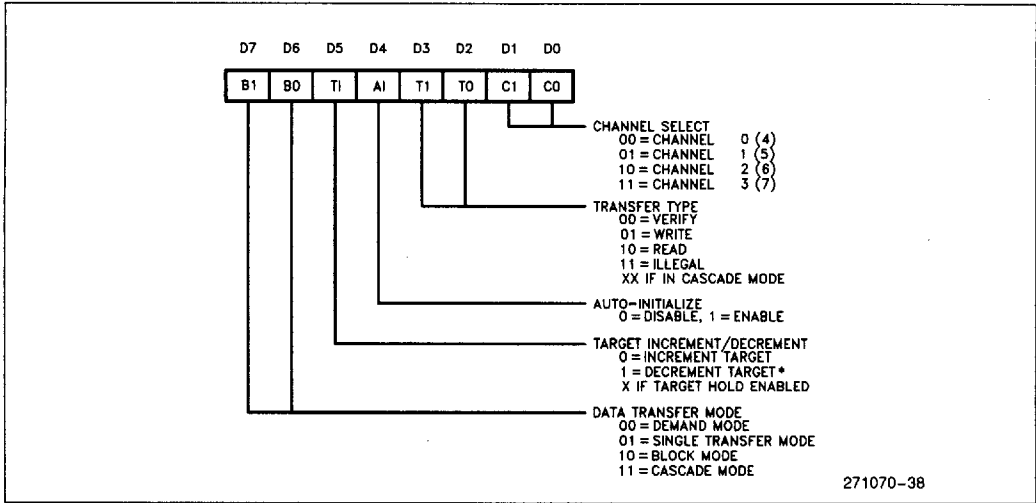 D7 D6 D5 D4 D3 D2 D1 D0
B1 B0 TI AI T1 T0 C1 C0
CHANNEL SELECT
00 = CHANNEL 0 (4)
01 = CHANNEL 1 (5)
10 = CHANNEL 2 (6)
11 = CHANNEL 3 (7)
TRANSFER TYPE
00 = VERIFY
01 = WRITE
10 = READ
11 = ILLEGAL
XX IF IN CASCADE MODE
AUTO-INITIALIZE
0 = DISABLE, 1 = ENABLE
TARGET INCREMENT/DECREMENT
0 = INCREMENT TARGET
1 = DECREMENT TARGET*
X IF TARGET HOLD ENABLED
DATA TRANSFER MODE
00 = DEMAND MODE
01 = SINGLE TRANSFER MODE
10 = BLOCK MODE
11 = CASCADE MODE
271070-38